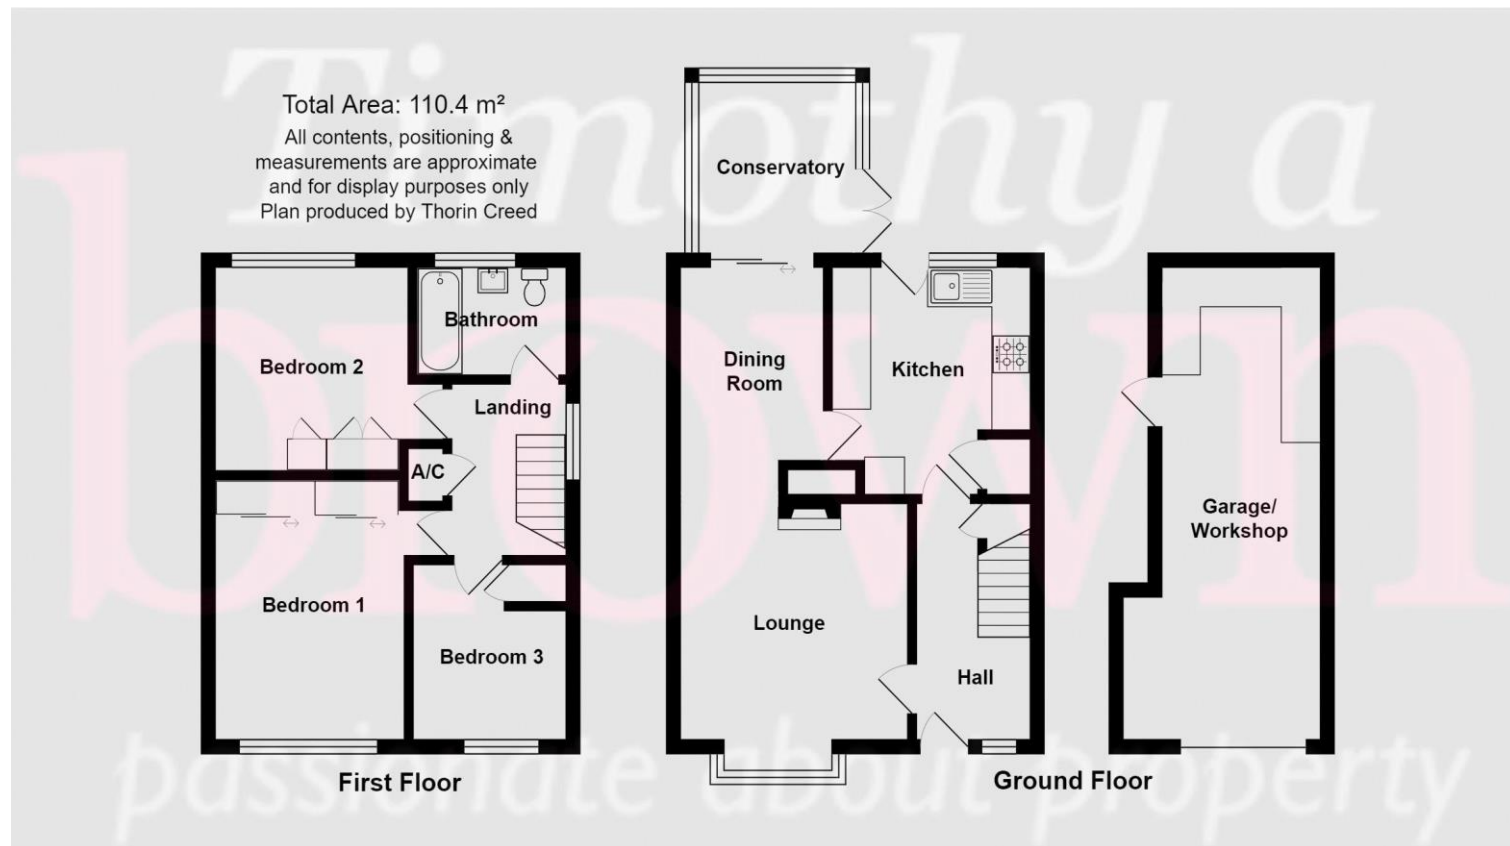 Timothy a
brown
passionate about property
Total Area: 110.4 m²
All contents, positioning &
measurements are approximate
and for display purposes only
Plan produced by Thorin Creed
Bedroom 2
Bathroom
Landing
A/C
Bedroom 1
Bedroom 3
First Floor
Conservatory
Dining
Room
Kitchen
Lounge
Hall
Ground Floor
Garage/
Workshop